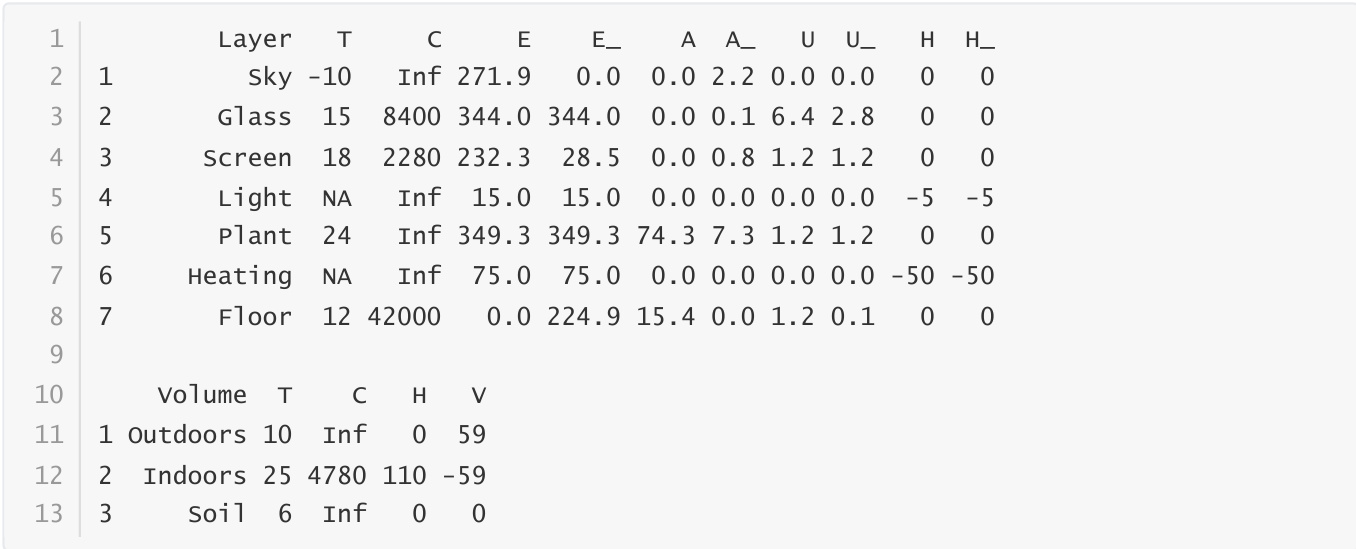 1 Layer T C E E_ A A_ U U_ H H_
2 1 Sky -10 Inf 271.9 0.0 0.0 2.2 0.0 0.0 0 0
3 2 Glass 15 8400 344.0 344.0 0.0 0.1 6.4 2.8 0 0
4 3 Screen 18 2280 232.3 28.5 0.0 0.8 1.2 1.2 0 0
5 4 Light NA Inf 15.0 15.0 0.0 0.0 0.0 0.0 -5 -5
6 5 Plant 24 Inf 349.3 349.3 74.3 7.3 1.2 1.2 0 0
7 6 Heating NA Inf 75.0 75.0 0.0 0.0 0.0 0.0 -50 -50
8 7 Floor 12 42000 0.0 224.9 15.4 0.0 1.2 0.1 0 0
9
10 Volume T C H V
11 1 Outdoors 10 Inf 0 59
12 2 Indoors 25 4780 110 -59
13 3 Soil 6 Inf 0 0